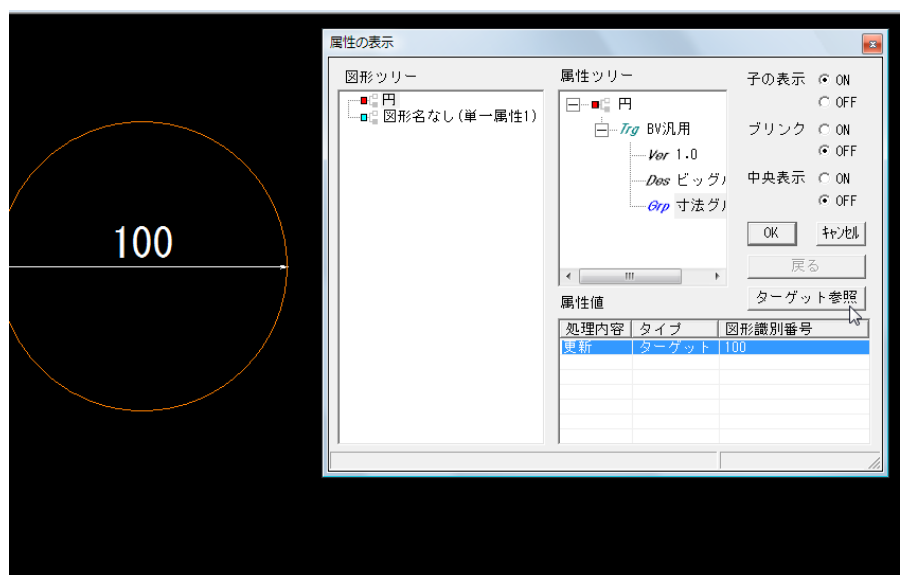 属性の表示
図形ツリー
円
図形名なし(単一属性1)
属性ツリー
円
Trg BV汎用
Ver 1.0
Des ビッグ
Grp 寸法グ
子の表示 ON
OFF
ブリンク ON
OFF
中央表示 ON
OFF
OK キャンセル
戻る
ターゲット参照
属性値
処理内容 タイプ 図形識別番号
更新 ターゲット 100
100